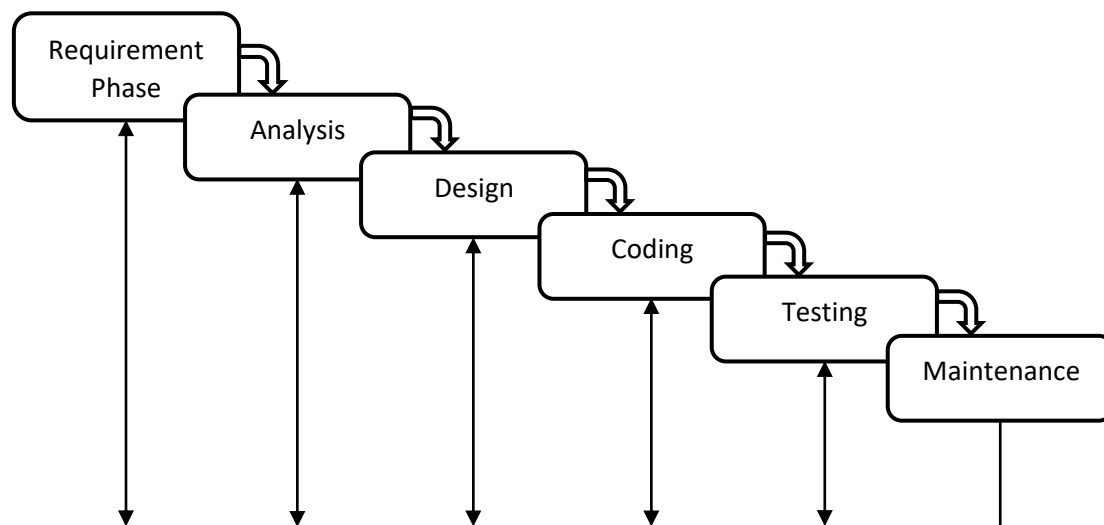 Requirement
Phase
Analysis
Design
Coding
Testing
Maintenance